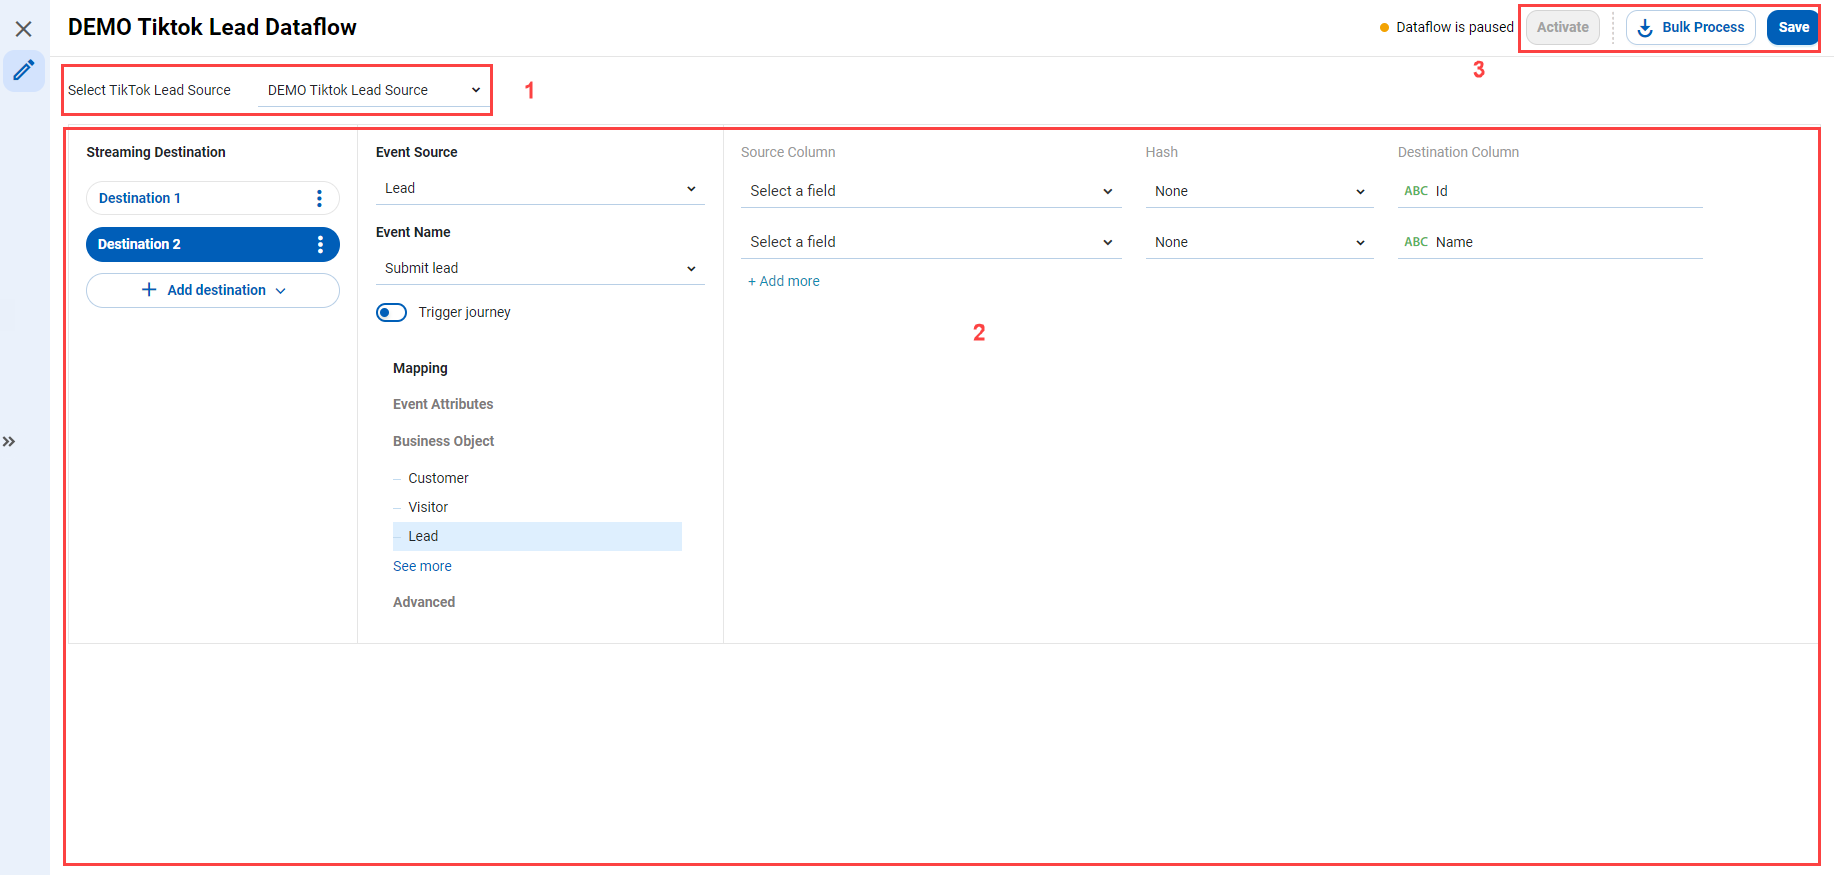 DEMO Tiktok Lead Dataflow
Dataflow is paused
Activate
Bulk Process
Save
3
Select TikTok Lead Source
DEMO Tiktok Lead Source
1
Streaming Destination
Destination 1
Destination 2
Add destination
Event Source
Lead
Event Name
Submit lead
Trigger journey
Mapping
Event Attributes
Business Object
Customer
Visitor
Lead
See more
Advanced
Source Column
Hash
Destination Column
Select a field
None
ABC Id
Select a field
None
ABC Name
+ Add more
2